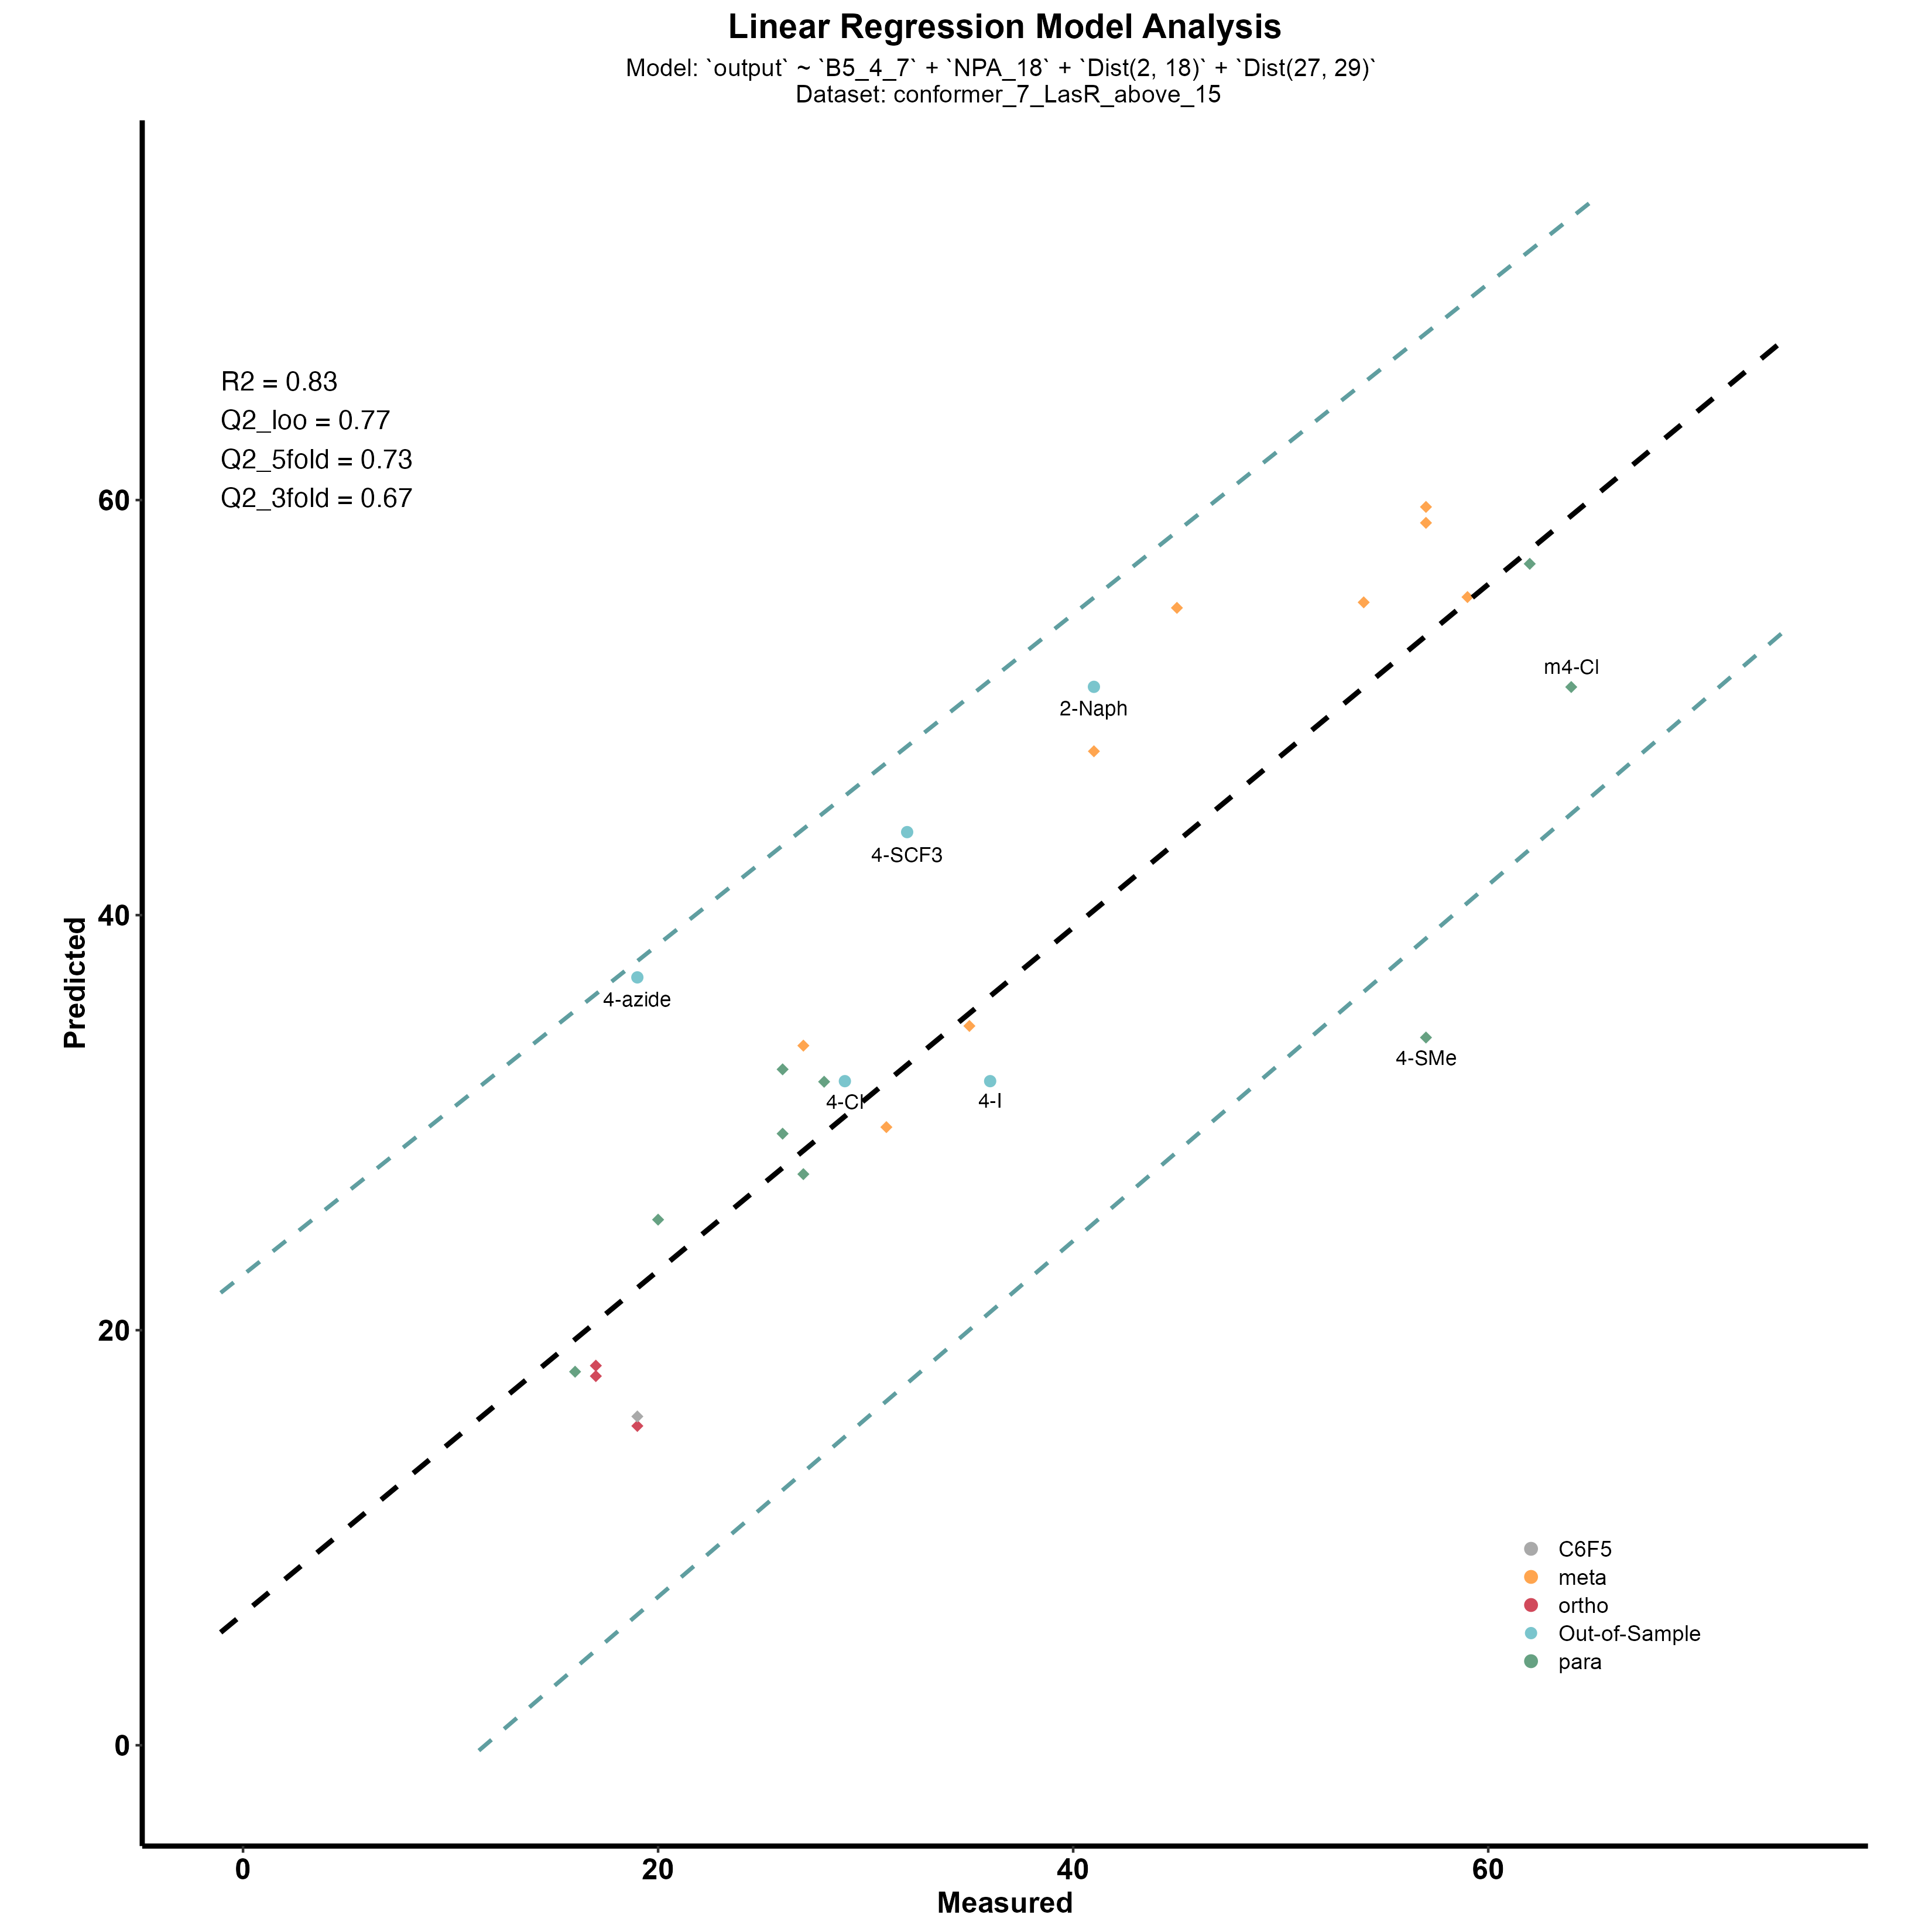 Linear Regression Model Analysis
Model: `output` ~ `B5_4_7` + `NPA_18` + `Dist(2, 18)` + `Dist(27, 29)`
Dataset: conformer_7_LasR_above_15
R2 = 0.83
Q2_loo = 0.77
Q2_5fold = 0.73
Q2_3fold = 0.67
60
40
20
0
Predicted
m4-Cl
2-Naph
4-SCF3
4-azide
4-SMe
4-Cl
4-I
C6F5
meta
ortho
Out-of-Sample
para
0
20
40
60
Measured